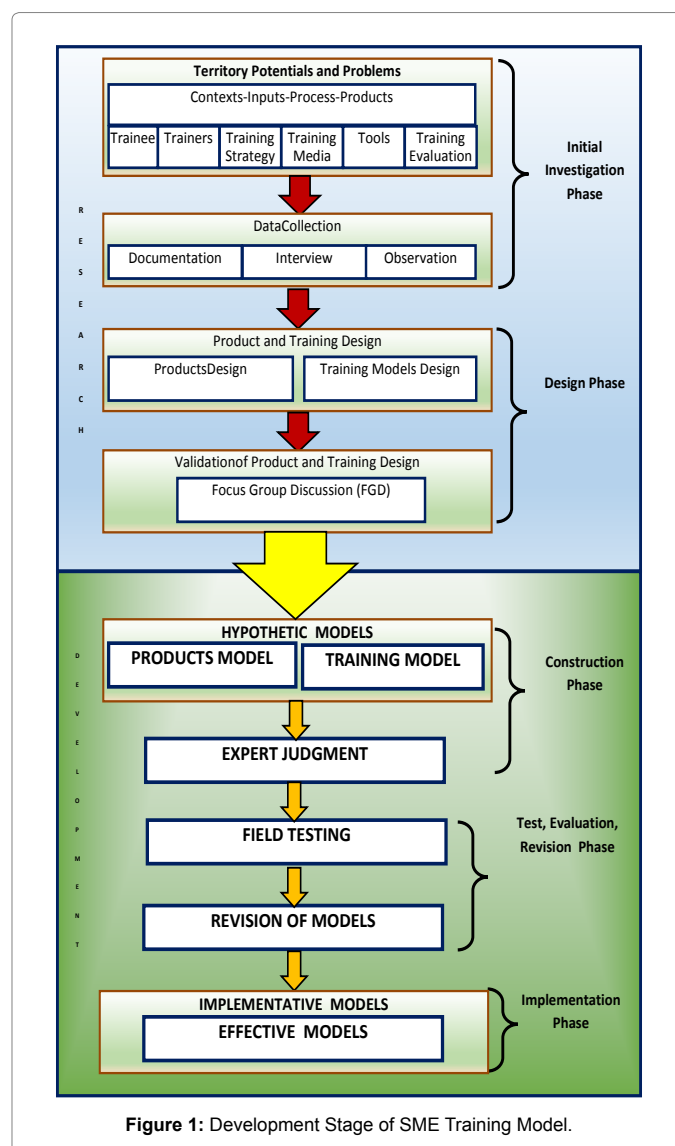 Territory Potentials and Problems
Contexts-Inputs-Process-Products
Trainee
Trainers
Training
Strategy
Training
Media
Tools
Training
Evaluation
Initial
Investigation
Phase
DataCollection
Documentation
Interview
Observation
RESEARCH
Product and Training Design
ProductsDesign
Training Models Design
Design Phase
Validationof Product and Training Design
Focus Group Discussion (FGD)
HYPOTHETIC MODELS
PRODUCTS MODEL
TRAINING MODEL
Construction
Phase
EXPERT JUDGMENT
DEVELOPMENT
FIELD TESTING
Test, Evaluation,
Revision Phase
REVISION OF MODELS
IMPLEMENTATIVE MODELS
EFFECTIVE MODELS
Implementation
Phase
Figure 1: Development Stage of SME Training Model.